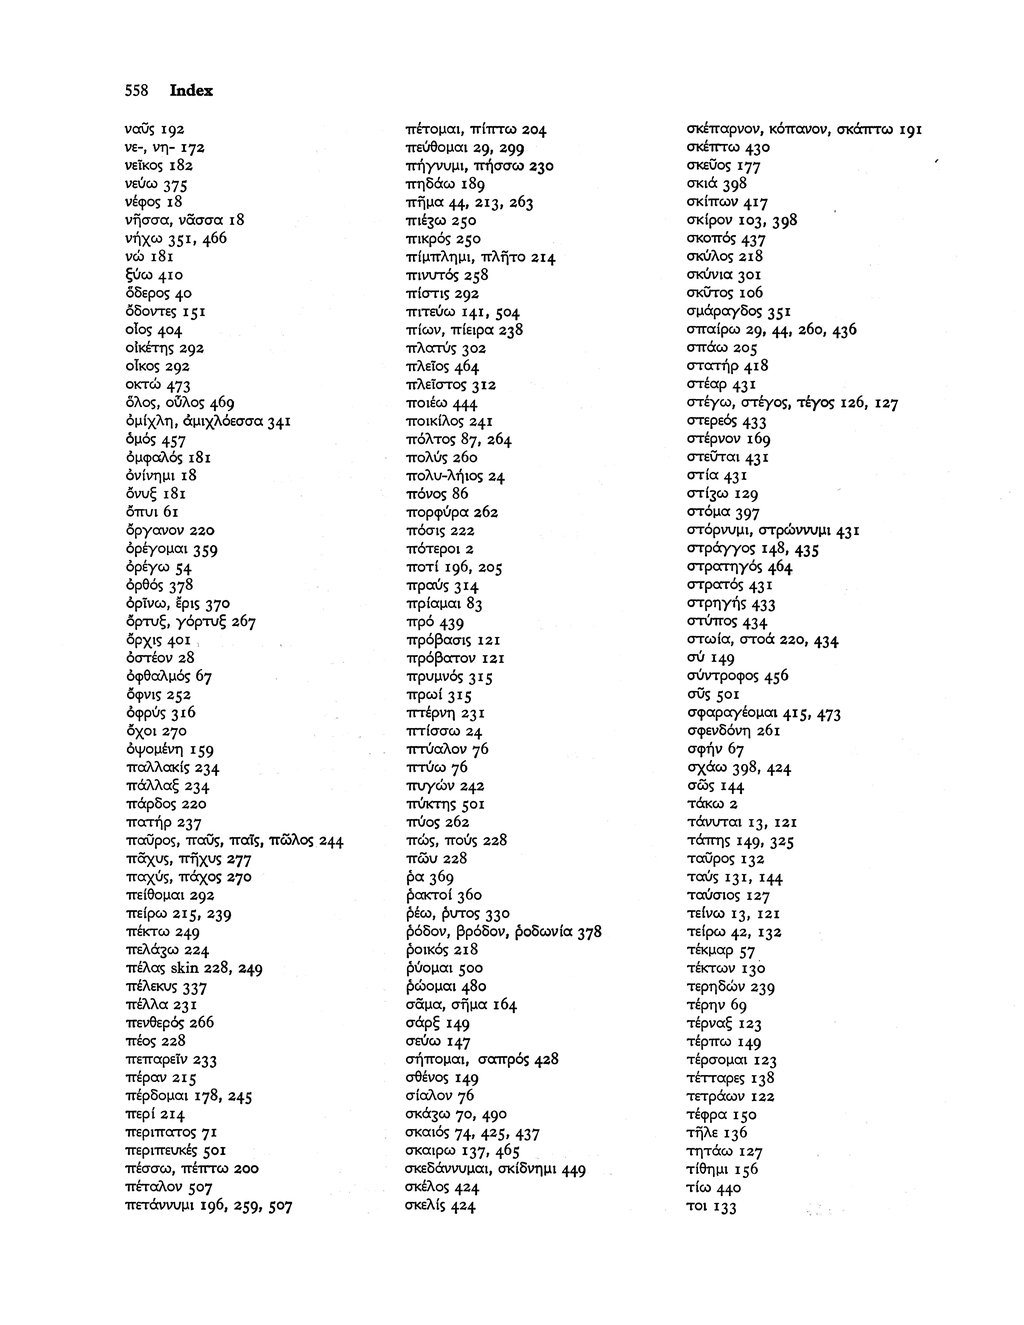 558 Index
ναῦς 192
νε-, νη- 172
νεῖκος 182
νεύω 375
νέφος 18
νῆσσα, νᾶσσα 18
νήχω 351, 466
νώ 181
ξύω 410
ὅδερος 40
ὄδοντες 151
οἶος 404
οἰκέτης 292
οἶκος 292
οκτώ 473
ὅλος, οὖλος 469
ὀμίχλη, ἀμιχλόεσσα 341
ὁμός 457
ὀμφαλός 181
ὀνίνημι 18
ὄνυξ 181
ὄπυι 61
ὄργανον 220
ὀρέγομαι 359
ὀρέγω 54
ὀρθός 378
ὀρῖνω, ἔρις 370
ὄρτυξ, γόρτυξ 267
ὄρχις 401
ὀστέον 28
ὀφθαλμός 67
ὄφνις 252
ὀφρύς 316
ὄχοι 270
ὀψομένη 159
παλλακίς 234
πάλλαξ 234
πάρδος 220
πατήρ 237
παῦρος, παῦς, παῖς, πῶλος 244
πᾶχυς, πῆχυς 277
παχύς, πάχος 270
πείθομαι 292
πείρω 215, 239
πέκτω 249
πελάζω 224
πέλας skin 228, 249
πέλεκυς 337
πέλλα 231
πενθερός 266
πέος 228
πεπαρεῖν 233
πέραν 215
πέρδομαι 178, 245
περί 214
περιπατος 71
περιπευκές 501
πέσσω, πέπτω 200
πέταλον 507
πετάννυμι 196, 259, 507
πέτομαι, πίπτω 204
πεύθομαι 29, 299
πήγνυμι, πήσσω 230
πηδάω 189
πῆμα 44, 213, 263
πιέζω 250
πικρός 250
πίμπλημι, πλῆτο 214
πινυτός 258
πίστις 292
πιτεύω 141, 504
πίων, πίειρα 238
πλατύς 302
πλεῖος 464
πλεῖστος 312
ποιέω 444
ποικίλος 241
πόλτος 87, 264
πολύς 260
πολυ-λήιος 24
πόνος 86
πορφύρα 262
πόσις 222
πότεροι 2
ποτί 196, 205
πραύς 314
πρίαμαι 83
πρό 439
πρόβασις 121
πρόβατον 121
πρυμνός 315
πρωί 315
πτέρνη 231
πτίσσω 24
πτύαλον 76
πτύω 76
πυγών 242
πύκτης 501
πύος 262
πώς, πούς 228
πῶυ 228
ῥα 369
ῥακτοί 360
ῥέω, ῥυτος 330
ῥόδον, βρόδον, ῥοδωνία 378
ῥοικός 218
ῥύομαι 500
ῥώομαι 480
σᾶμα, σῆμα 164
σάρξ 149
σεύω 147
σήπομαι, σαπρός 428
σθένος 149
σίαλον 76
σκάζω 70, 490
σκαιός 74, 425, 437
σκαιρω 137, 465
σκεδάννυμαι, σκίδνημι 449
σκέλος 424
σκελίς 424
σκέπαρνον, κόπανον, σκάπτω 191
σκέπτω 430
σκεῦος 177
σκιά 398
σκίπων 417
σκίρον 103, 398
σκοπός 437
σκύλος 218
σκύνια 301
σκῦτος 106
σμάραγδος 351
σπαίρω 29, 44, 260, 436
σπάω 205
στατήρ 418
στέαρ 431
στέγω, στέγος, τέγος 126, 127
στερεός 433
στέρνον 169
στεῦται 431
στία 431
στίζω 129
στόμα 397
στόρνυμι, στρώννυμι 431
στράγγος 148, 435
στρατηγός 464
στρατός 431
στρηγής 433
στύπος 434
στωία, στοά 220, 434
σύ 149
σύντροφος 456
σῦς 501
σφαραγέομαι 415, 473
σφενδόνη 261
σφήν 67
σχάω 398, 424
σῶς 144
τάκω 2
τάνυται 13, 121
τάπης 149, 325
ταῦρος 132
ταύς 131, 144
ταύσιος 127
τείνω 13, 121
τείρω 42, 132
τέκμαρ 57
τέκτων 130
τερηδών 239
τέρην 69
τέρναξ 123
τέρπω 149
τέρσομαι 123
τέτταρες 138
τετράων 122
τέφρα 150
τῆλε 136
τητάω 127
τίθημι 156
τίω 440
τοι 133